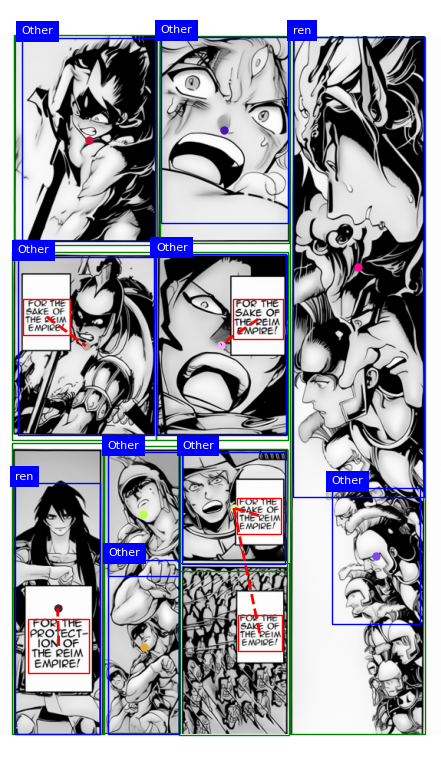 Other
Other
ren
Other
Other
FOR THE
SAKE OF
THE REIM
EMPIRE!
FOR THE
SAKE OF
THE REIM
EMPIRE!
ren
Other
Other
Other
Other
FOR THE
PROTECT-
ION OF
THE REIM
EMPIRE!
FOR THE
SAKE OF
THE REIM
EMPIRE!
FOR THE
SAKE OF
THE REIM
EMPIRE!